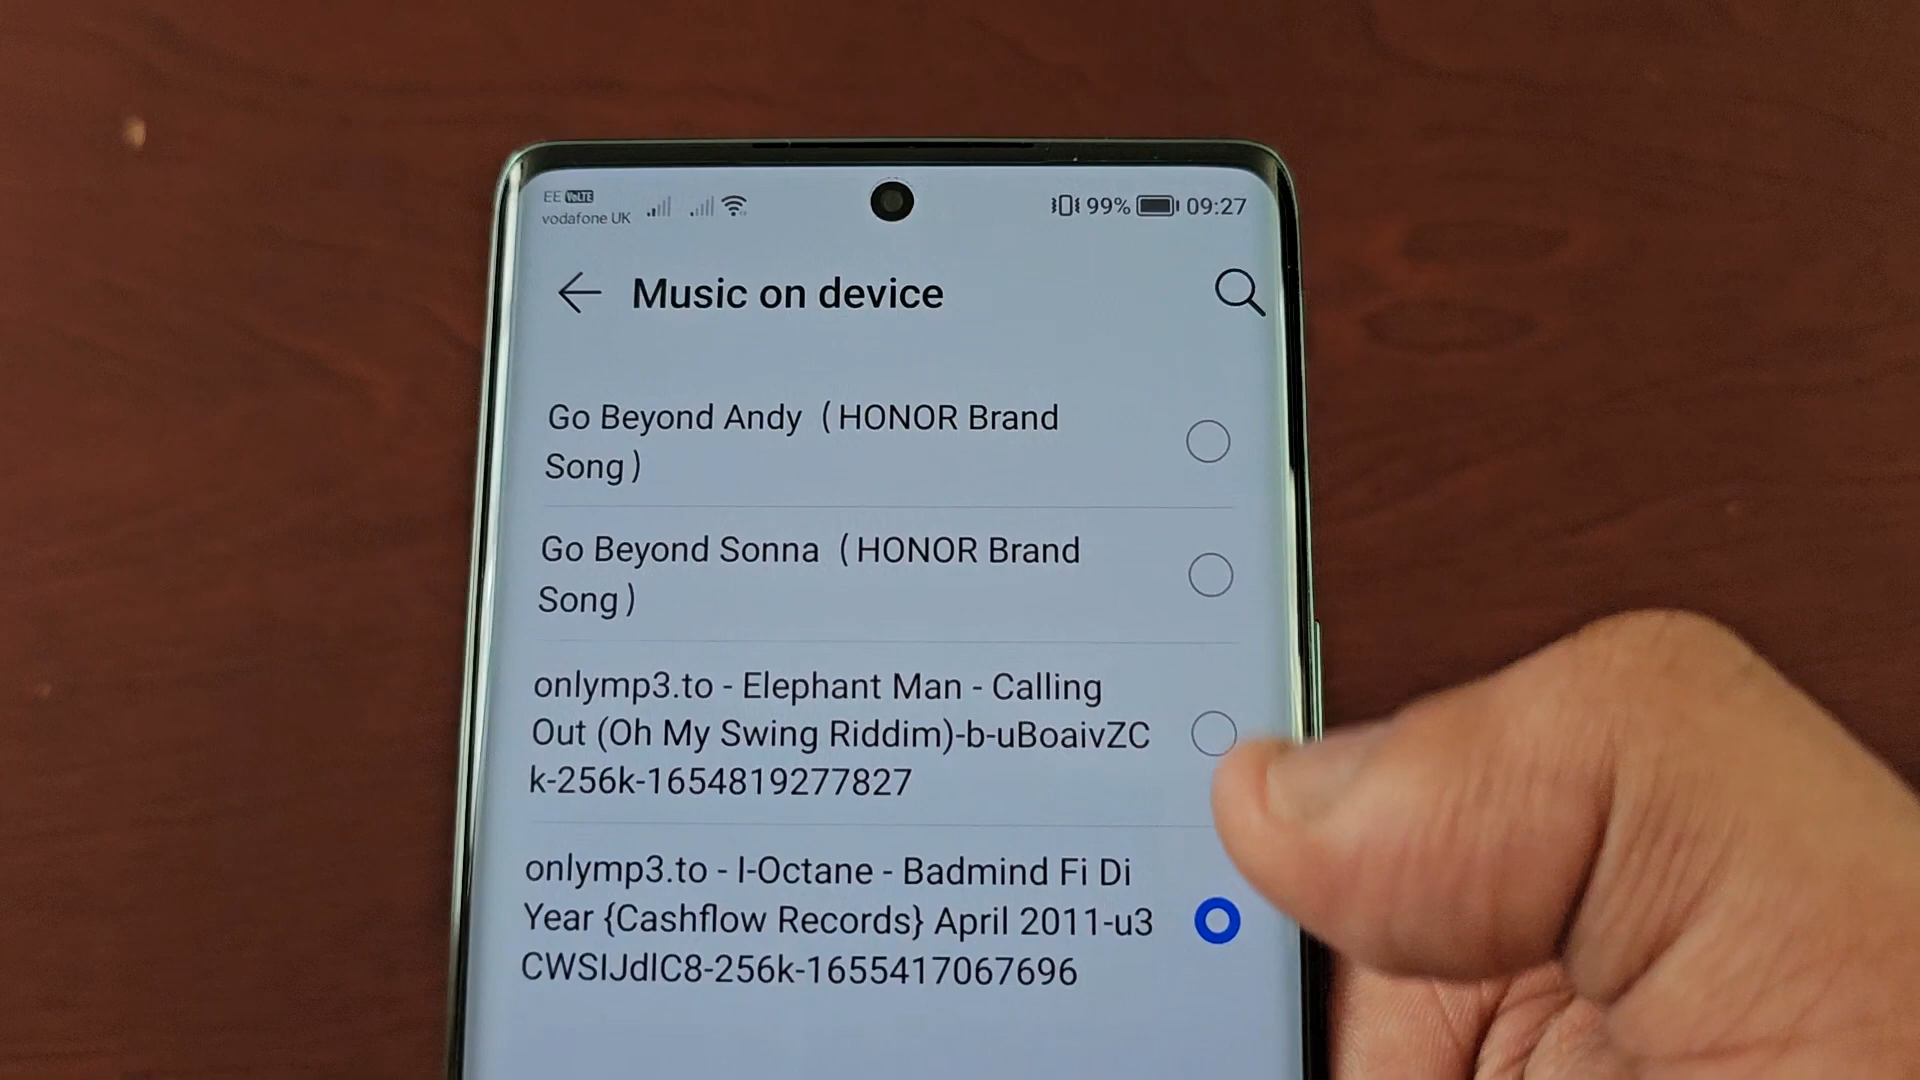 EE VoLTE
vodafone UK
99% 09:27
Music on device
Go Beyond Andy（HONOR Brand
Song）
Go Beyond Sonna（HONOR Brand
Song）
onlymp3.to - Elephant Man - Calling
Out (Oh My Swing Riddim)-b-uBoaivZC
k-256k-1654819277827
onlymp3.to - I-Octane - Badmind Fi Di
Year {Cashflow Records} April 2011-u3
CWSIJdlC8-256k-1655417067696